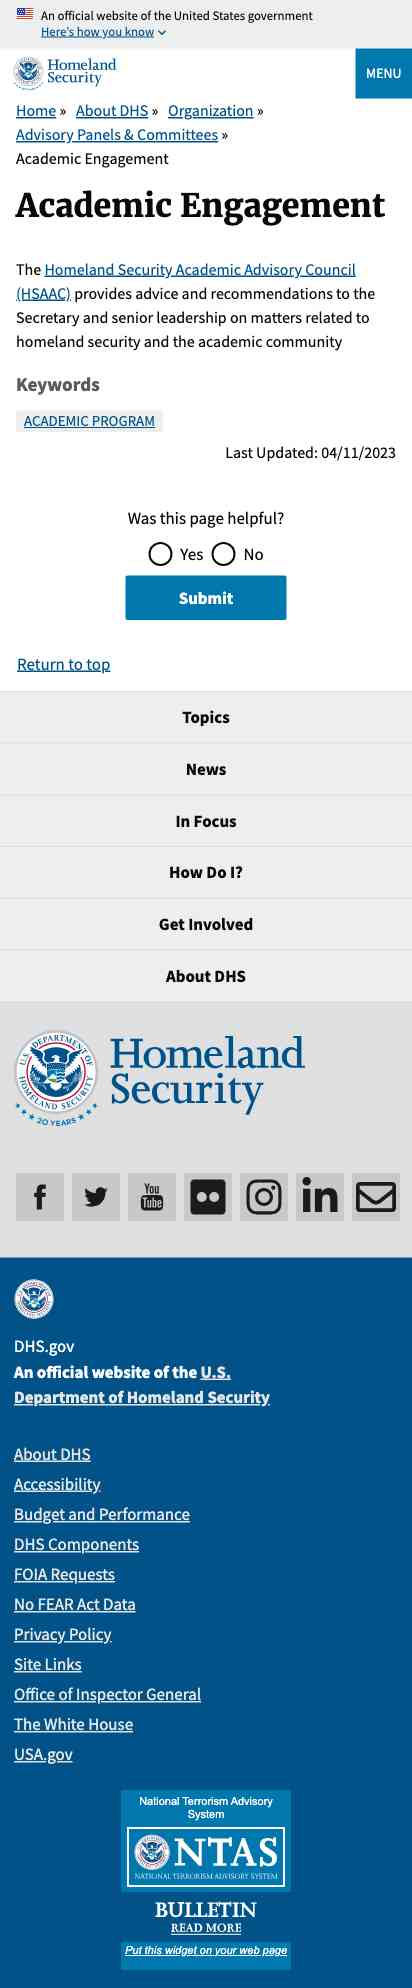 An official website of the United States government
Here's how you know
Homeland
Security
MENU
Home » About DHS » Organization »
Advisory Panels & Committees »
Academic Engagement
Academic Engagement
The Homeland Security Academic Advisory Council
(HSAAC) provides advice and recommendations to the
Secretary and senior leadership on matters related to
homeland security and the academic community
Keywords
ACADEMIC PROGRAM
Last Updated: 04/11/2023
Was this page helpful?
Yes No
Submit
Return to top
Topics
News
In Focus
How Do I?
Get Involved
About DHS
U.S. DEPARTMENT OF
HOMELAND SECURITY
20 YEARS
Homeland
Security
You
Tube
DHS.gov
An official website of the U.S.
Department of Homeland Security
About DHS
Accessibility
Budget and Performance
DHS Components
FOIA Requests
No FEAR Act Data
Privacy Policy
Site Links
Office of Inspector General
The White House
USA.gov
National Terrorism Advisory
System
NTAS
NATIONAL TERRORISM ADVISORY SYSTEM
BULLETIN
READ MORE
Put this widget on your web page